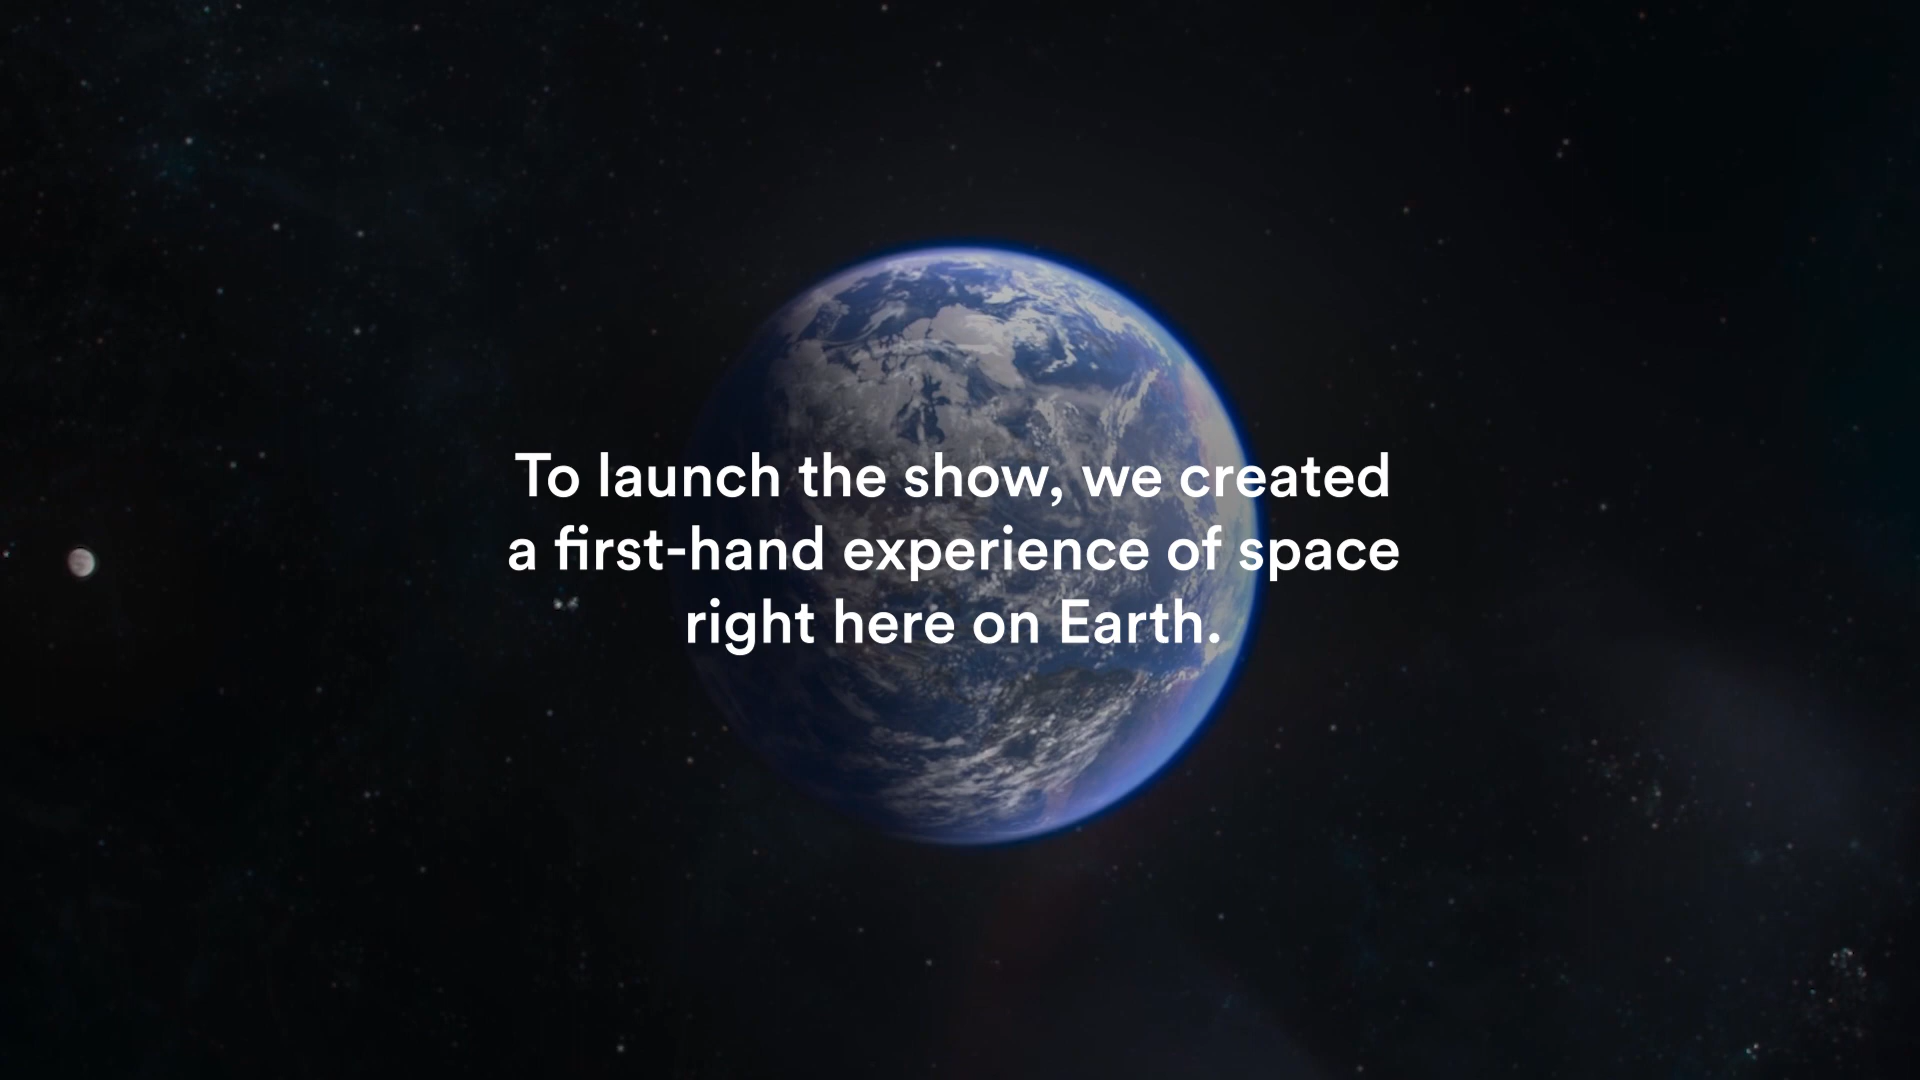 To launch the show, we created
a first-hand experience of space
right here on Earth.